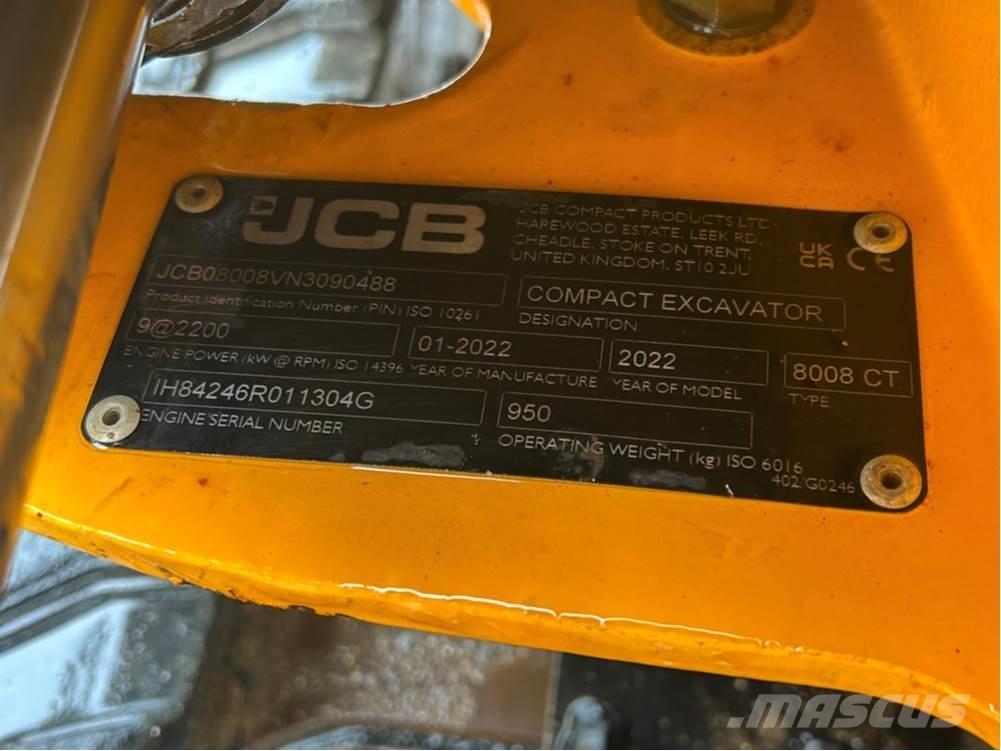 JCB
JCB COMPACT PRODUCTS LTD.
HAREWOOD ESTATE, LEEK RD,
CHEADLE, STOKE ON TRENT,
UNITED KINGDOM. ST10 2JU
UK
CA CE
JCB08008VN3090488
Product Identification Number (PIN) ISO 10261
COMPACT EXCAVATOR
DESIGNATION
9@2200
ENGINE POWER (kW @ RPM) ISO 14396
01-2022
YEAR OF MANUFACTURE
2022
YEAR OF MODEL
8008 CT
TYPE
IH84246R011304G
ENGINE SERIAL NUMBER
950
OPERATING WEIGHT (kg) ISO 6016
402/G0246
MASCUS